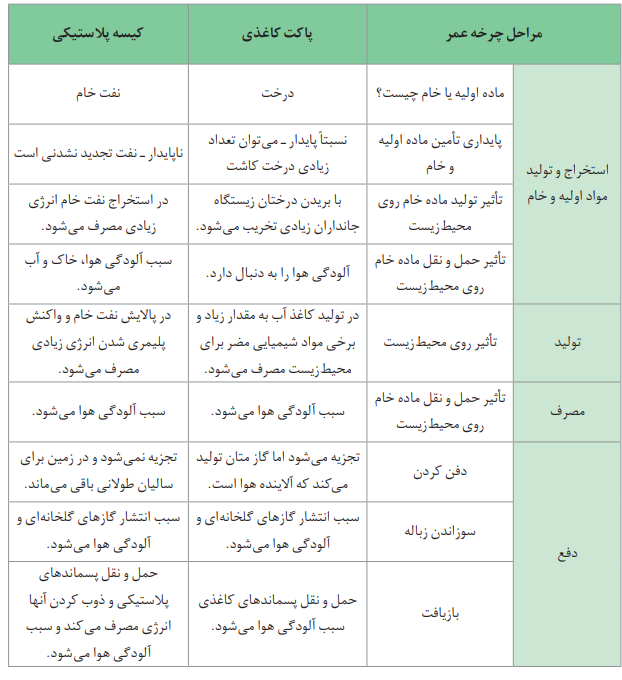 مراحل چرخه عمر
پاکت کاغذی
کیسه پلاستیکی
استخراج و تولید
مواد اولیه و خام
ماده اولیه یا خام چیست؟
درخت
نفت خام
پایداری تأمین ماده اولیه
و خام
نسبتاً پایدار ـ می‌توان تعداد
زیادی درخت کاشت
ناپایدار ـ نفت تجدید نشدنی است
تأثیر تولید ماده خام روی
محیط‌زیست
با بریدن درختان زیستگاه
جانداران زیادی تخریب می‌شود.
در استخراج نفت خام انرژی
زیادی مصرف می‌شود.
تأثیر حمل و نقل ماده خام
روی محیط‌زیست
آلودگی هوا را به دنبال دارد.
سبب آلودگی هوا، خاک و آب
می‌شود.
تولید
تأثیر روی محیط‌زیست
در تولید کاغذ آب به مقدار زیاد و
برخی مواد شیمیایی مضر برای
محیط‌زیست مصرف می‌شود.
در پالایش نفت خام و واکنش
پلیمری شدن انرژی زیادی
مصرف می‌شود.
مصرف
تأثیر حمل و نقل ماده خام
روی محیط‌زیست
سبب آلودگی هوا می‌شود.
سبب آلودگی هوا می‌شود.
دفع
دفن کردن
تجزیه می‌شود اما گاز متان تولید
می‌کند که آلاینده هوا است.
تجزیه نمی‌شود و در زمین برای
سالیان طولانی باقی می‌ماند.
سوزاندن زباله
سبب انتشار گازهای گلخانه‌ای و
آلودگی هوا می‌شود.
سبب انتشار گازهای گلخانه‌ای و
آلودگی هوا می‌شود.
بازیافت
حمل و نقل پسماندهای کاغذی
سبب آلودگی هوا می‌شود.
حمل و نقل پسماندهای
پلاستیکی و ذوب کردن آنها
انرژی مصرف می‌کند و سبب
آلودگی هوا می‌شود.